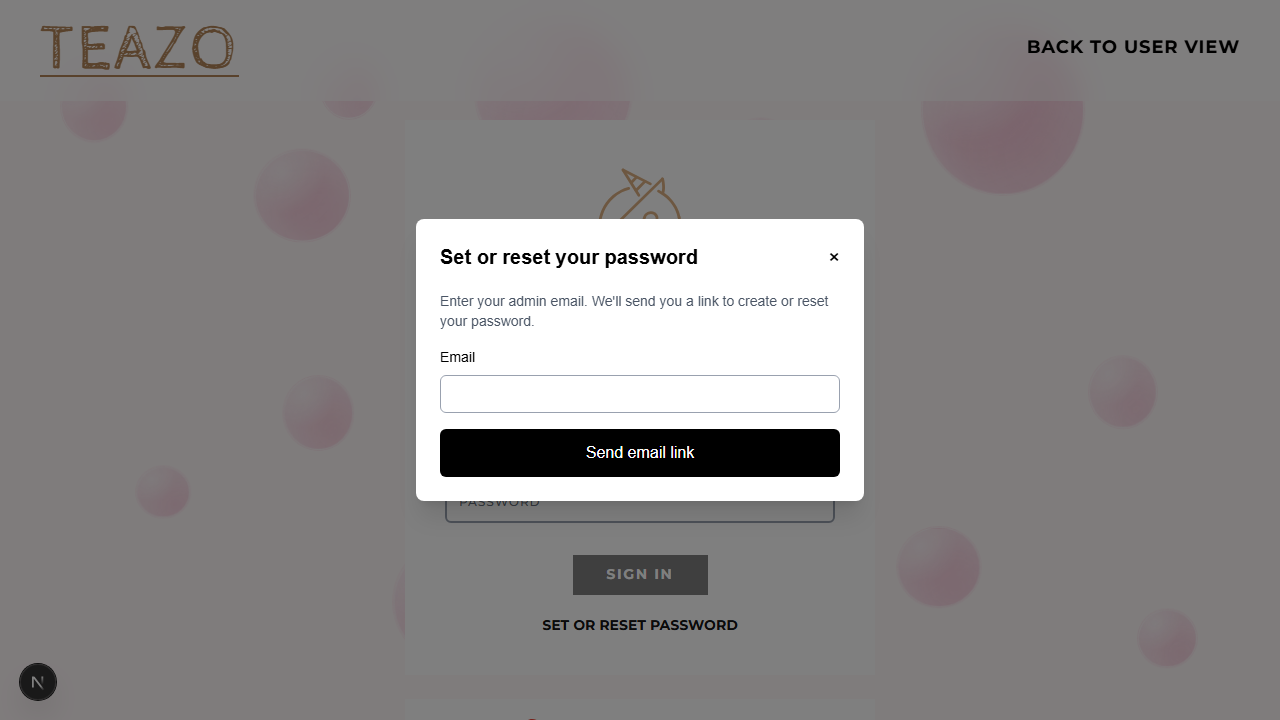 TEAZO
BACK TO USER VIEW
Set or reset your password
×
Enter your admin email. We'll send you a link to create or reset
your password.
Email
Send email link
PASSWORD
SIGN IN
SET OR RESET PASSWORD
N